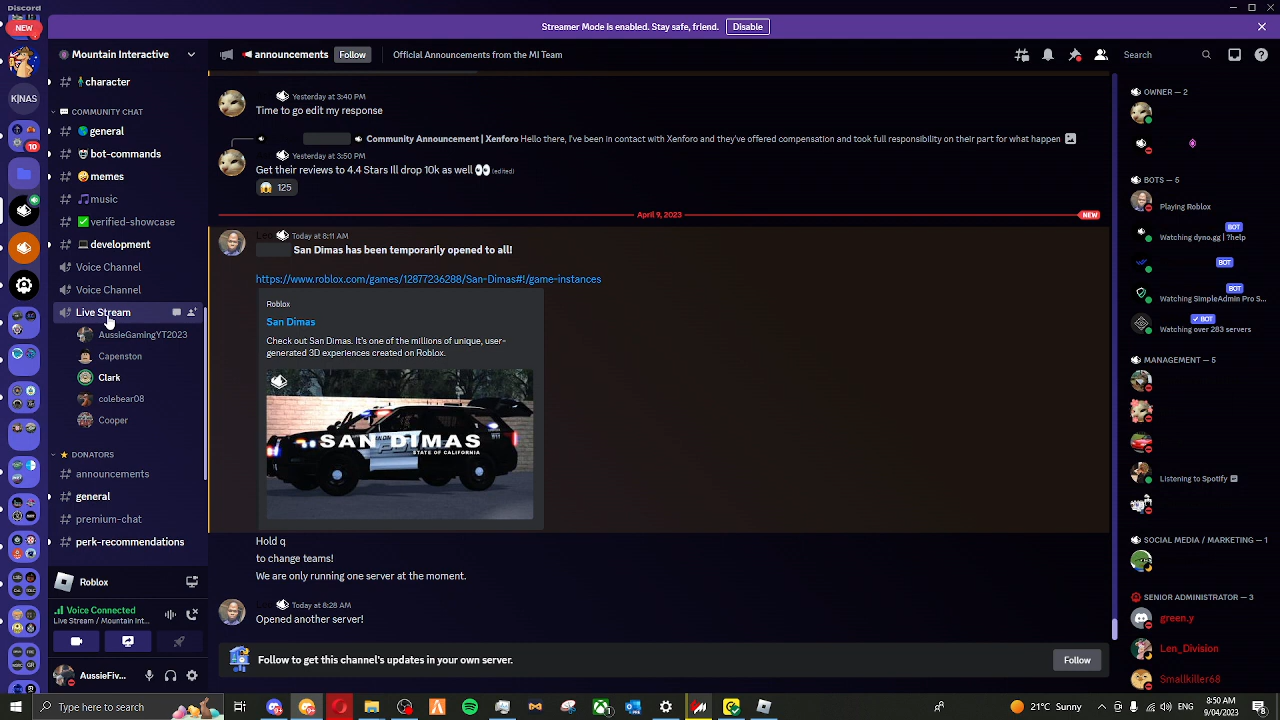 Discord
Streamer Mode is enabled. Stay safe, friend.
Disable
NEW
K|NAS
10
Mountain Interactive
character
COMMUNITY CHAT
general
bot-commands
memes
music
verified-showcase
development
Voice Channel
Voice Channel
Live Stream
AussieGamingYT2023
Capenston
Clark
colebear08
Cooper
DONATORS
announcements
general
premium-chat
perk-recommendations
Roblox
Voice Connected
Live Stream / Mountain Int...
AussieFiv...
announcements
Follow
Official Announcements from the MI Team
Search
Yesterday at 3:40 PM
Time to go edit my response
Community Announcement | Xenforo Hello there, I've been in contact with Xenforo and they've offered compensation and took full responsibility on their part for what happen
Yesterday at 3:50 PM
Get their reviews to 4.4 Stars Ill drop 10k as well 👀 (edited)
125
April 9, 2023
NEW
Today at 8:11 AM
San Dimas has been temporarily opened to all!
https://www.roblox.com/games/12877236288/San-Dimas#!/game-instances
Roblox
San Dimas
Check out San Dimas. It's one of the millions of unique, user-
generated 3D experiences created on Roblox.
SAN DIMAS
STATE OF CALIFORNIA
Hold q
to change teams!
We are only running one server at the moment.
Today at 8:28 AM
Opened another server!
Follow to get this channel's updates in your own server.
Follow
OWNER — 2
BOTS — 5
Playing Roblox
BOT
Watching dyno.gg | ?help
BOT
BOT
Watching SimpleAdmin Pro S...
✓ BOT
Watching over 283 servers
MANAGEMENT — 5
Listening to Spotify
SOCIAL MEDIA / MARKETING — 1
SENIOR ADMINISTRATOR — 3
green.y
Len_Division
Smallkiller68
Type here to search
21°C Sunny
8:50 AM
9/04/2023